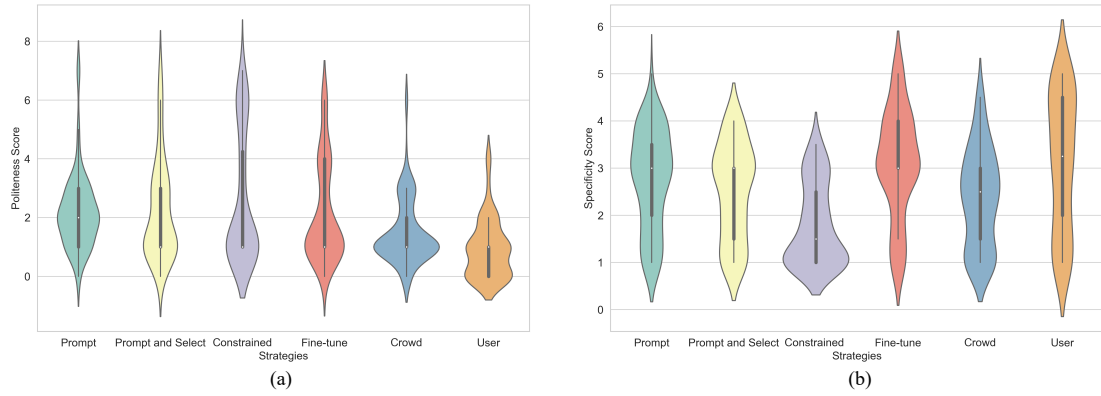 8
6
4
2
0
Politeness Score
Prompt Prompt and Select Constrained Fine-tune Crowd User
Strategies
(a)
6
5
4
3
2
1
0
Specificity Score
Prompt Prompt and Select Constrained Fine-tune Crowd User
Strategies
(b)